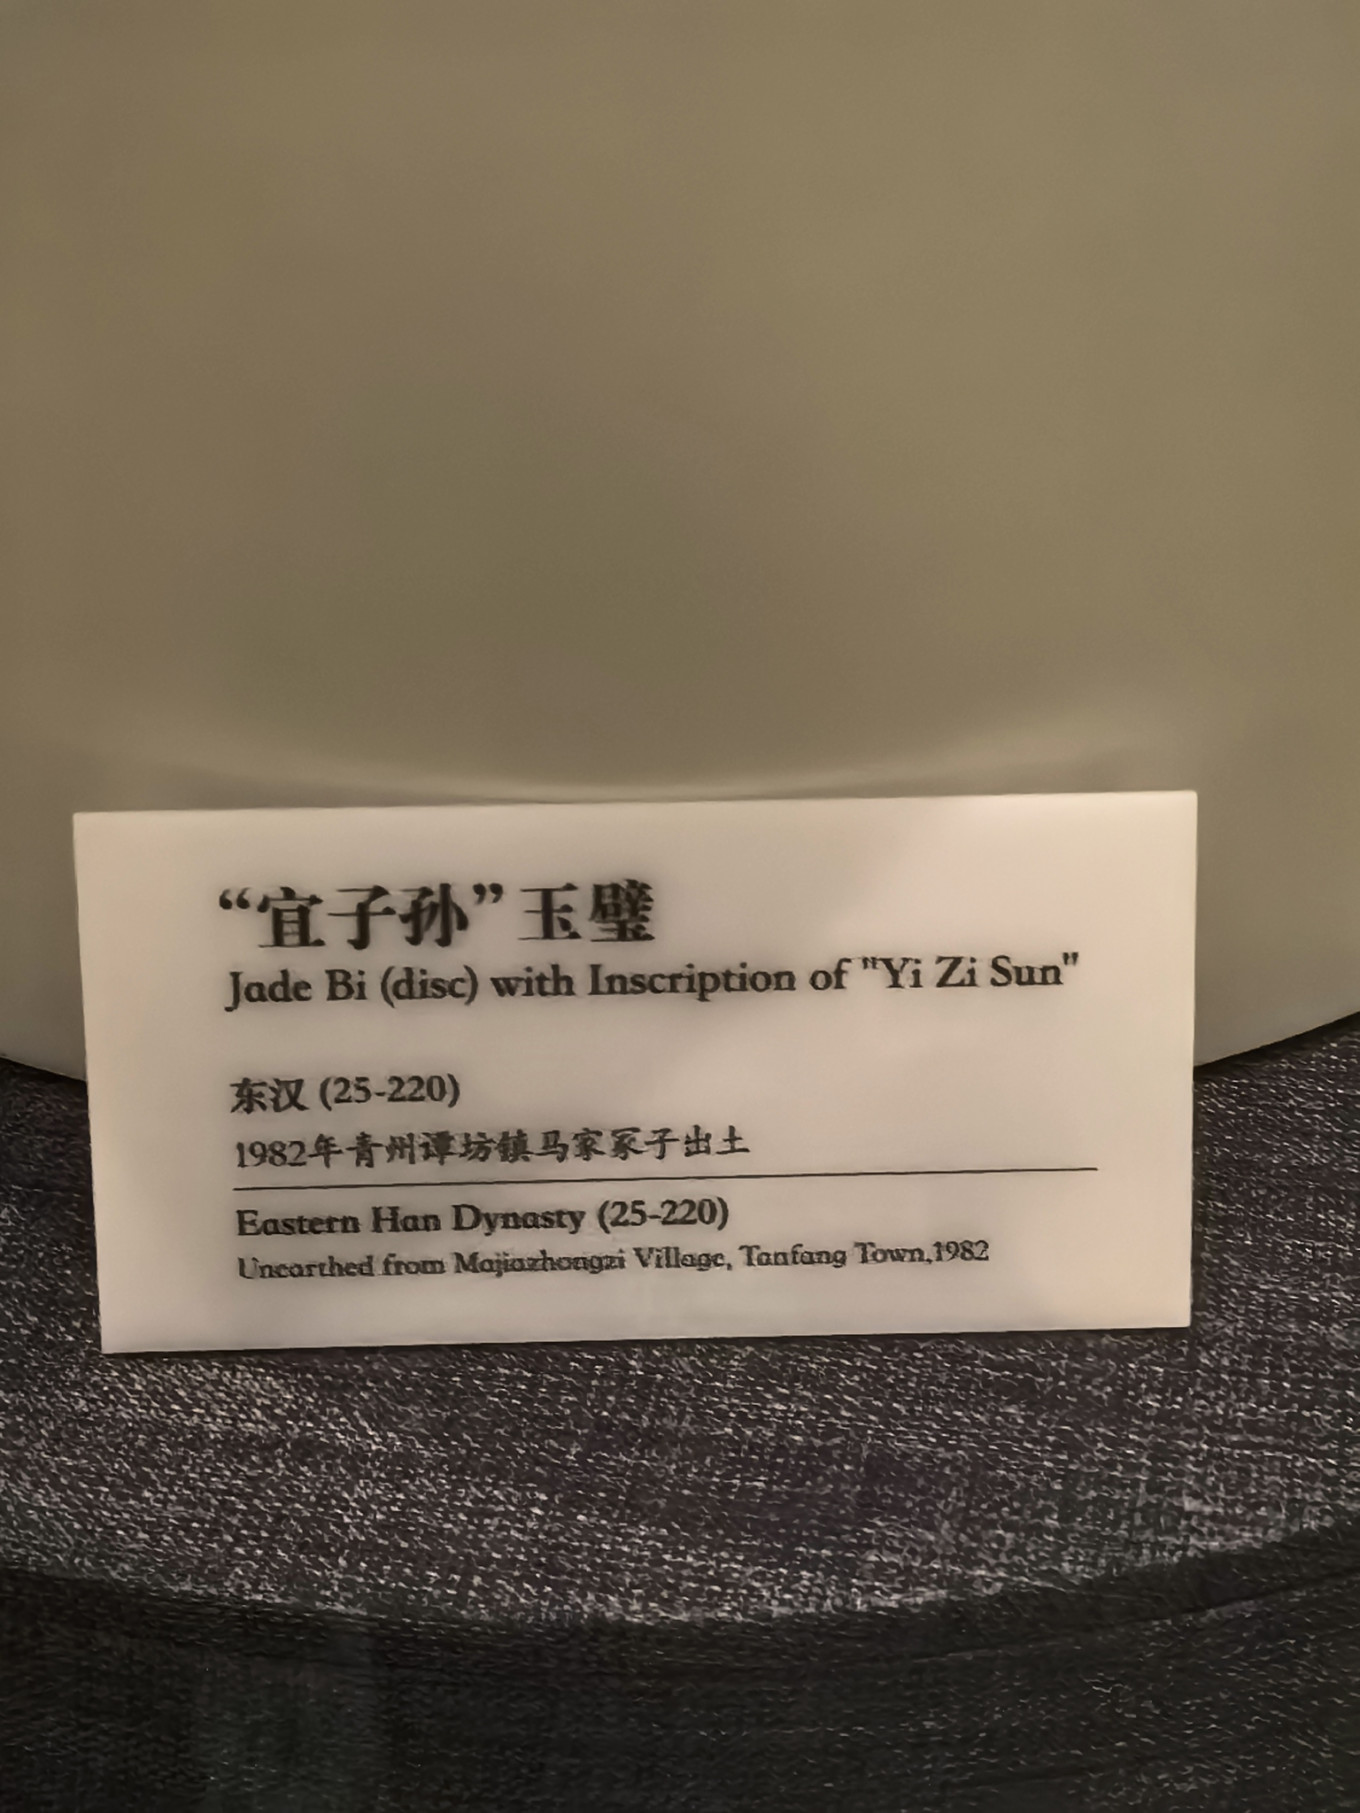 “宜子孙”玉璧
Jade Bi (disc) with Inscription of "Yi Zi Sun"
东汉 (25-220)
1982年青州谭坊镇马家冢子出土
Eastern Han Dynasty (25-220)
Unearthed from Majiazhongzi Village, Tanfang Town,1982